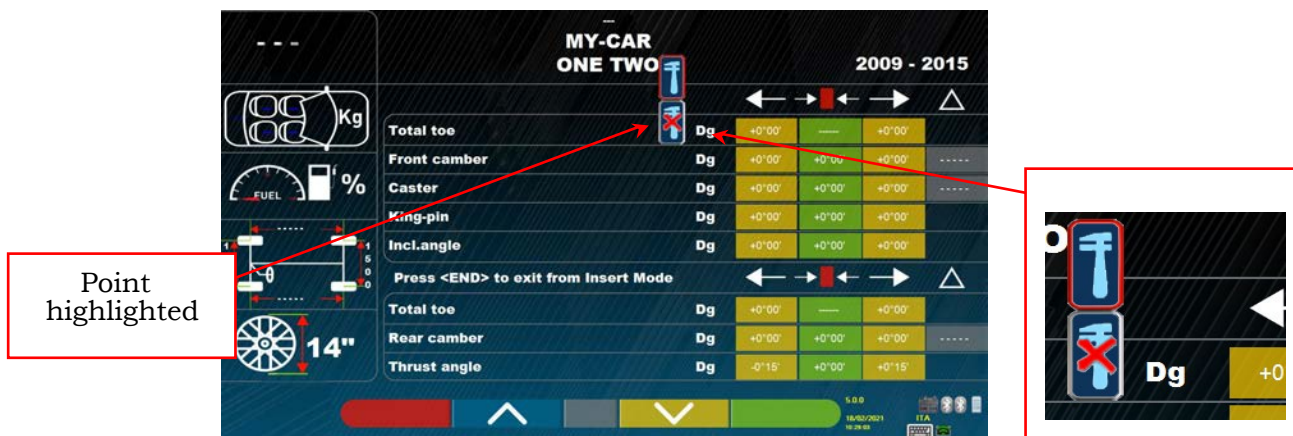 ---
---
MY-CAR
ONE TWO
2009 - 2015
Kg
Total toe Dg +0°00' ----- +0°00'
Front camber Dg +0°00' +0°00' +0°00' -----
FUEL %
Caster Dg +0°00' +0°00' +0°00' -----
King-pin Dg +0°00' +0°00' +0°00'
Incl.angle Dg +0°00' +0°00' +0°00'
-----
1 1500
Press <END> to exit from Insert Mode
-----
Total toe Dg +0°00' ----- +0°00'
Rear camber Dg +0°00' +0°00' +0°00' -----
14"
Thrust angle Dg -0°15' +0°00' +0°15'
5.0.0
18/02/2021
ITA
Point
highlighted
O
Dg +0